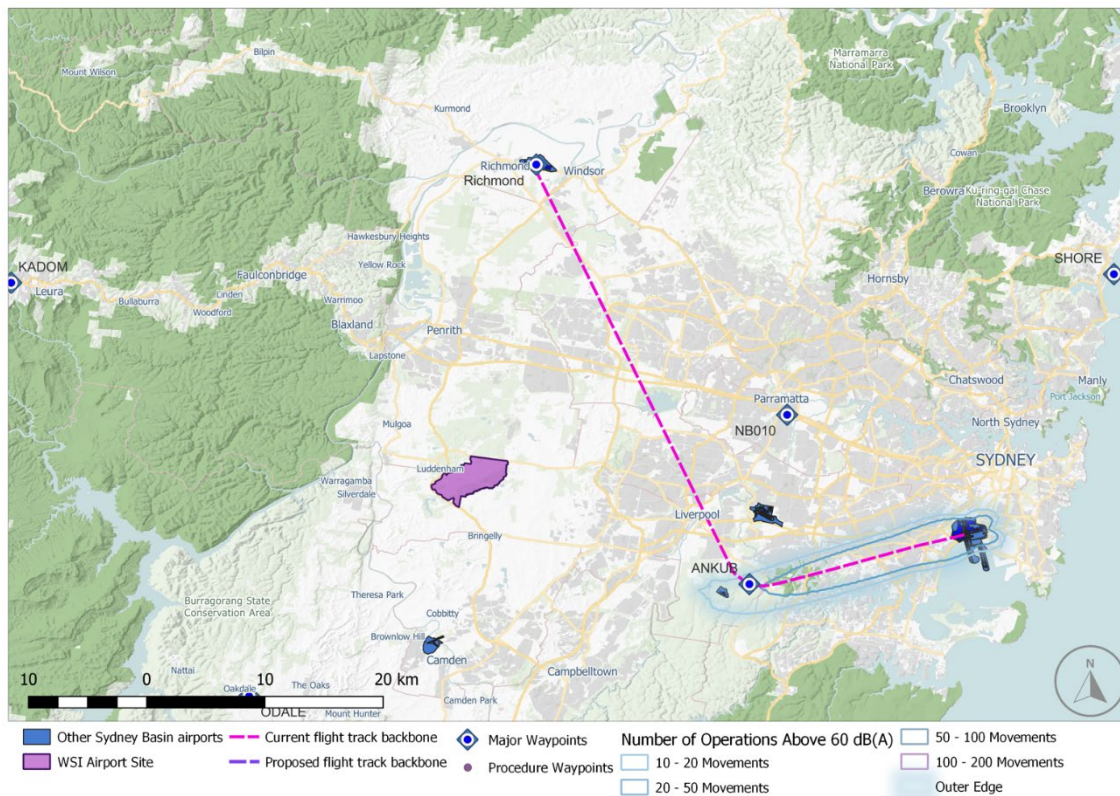 Bilpin
Mount Wilson
Marramarra
National Park
Brooklyn
Kurmond
Cowan
Richmond
Windsor
Richmond
Berowra
Ku-ring-gai Chase
National Park
Hawkesbury Heights
Yellow Rock
KADOM
Leura
Faulconbridge
Hornsby
SHORE
Bullaburra
Linden
Woodford
Warrimoo
Blaxland
Penrith
Lapstone
Chatswood
Manly
Port Jackson
Parramatta
NB010
North Sydney
Mulgoa
SYDNEY
Luddenham
Warragamba
Silverdale
Liverpool
Bringelly
ANKUB
Burragorang State
Conservation Area
Theresa Park
Cobbitty
Brownlow Hill
Camden
Nattai
Oakdale
The Oaks
Campbelltown
Camden Park
ODALE
Mount Hunter
N
10 0 10 20 km
Other Sydney Basin airports
WSI Airport Site
Current flight track backbone
Proposed flight track backbone
Major Waypoints
Procedure Waypoints
Number of Operations Above 60 dB(A)
10 - 20 Movements
20 - 50 Movements
50 - 100 Movements
100 - 200 Movements
Outer Edge